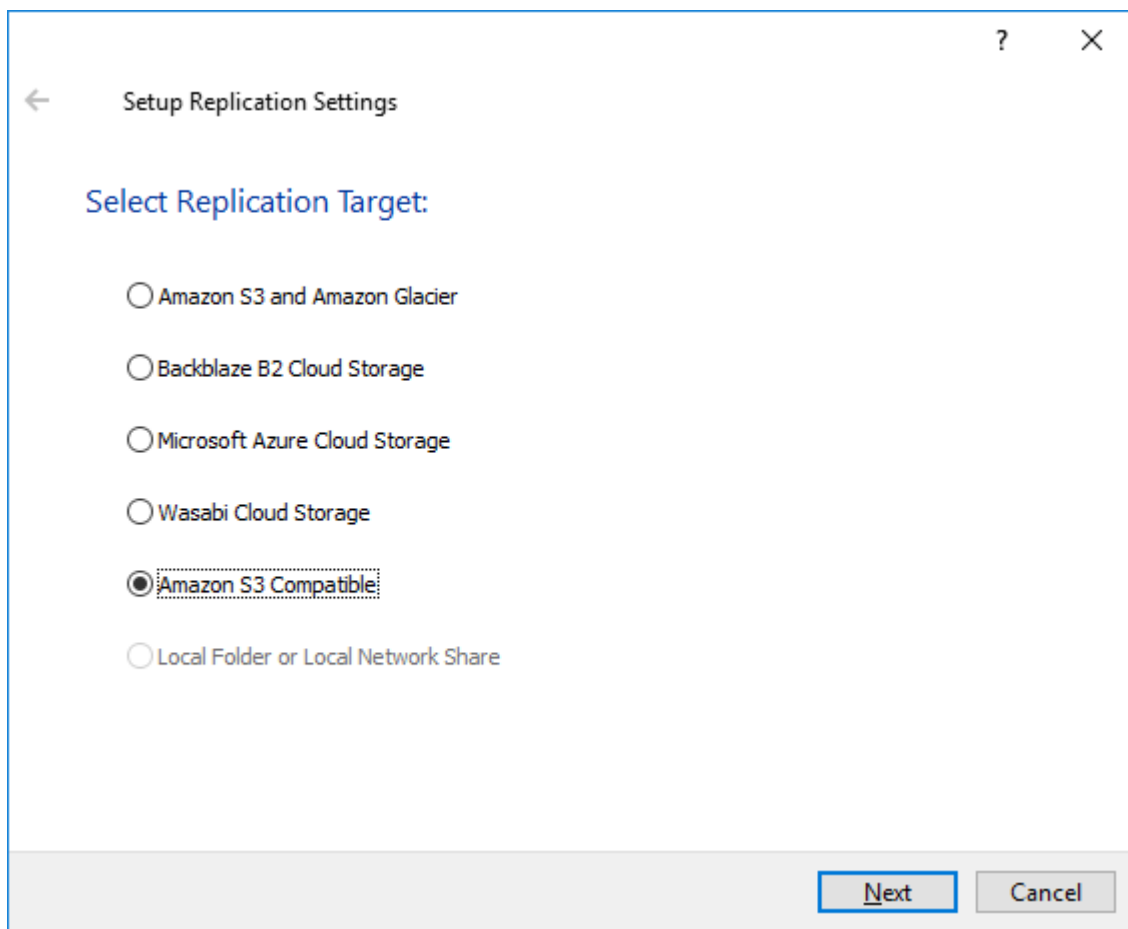 ?
Setup Replication Settings
Select Replication Target:
Amazon S3 and Amazon Glacier
Backblaze B2 Cloud Storage
Microsoft Azure Cloud Storage
Wasabi Cloud Storage
Amazon S3 Compatible
Local Folder or Local Network Share
Next Cancel